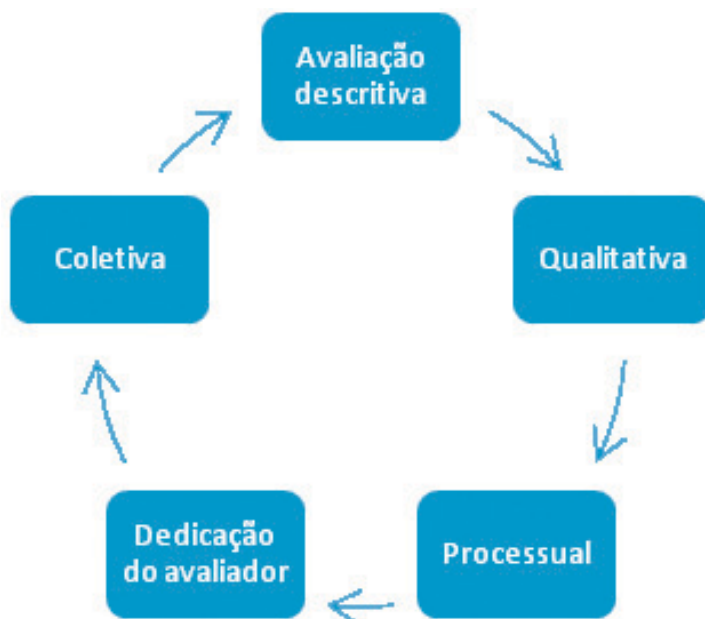 Avaliação
descritiva
Qualitativa
Processual
Dedicação
do avaliador
Coletiva